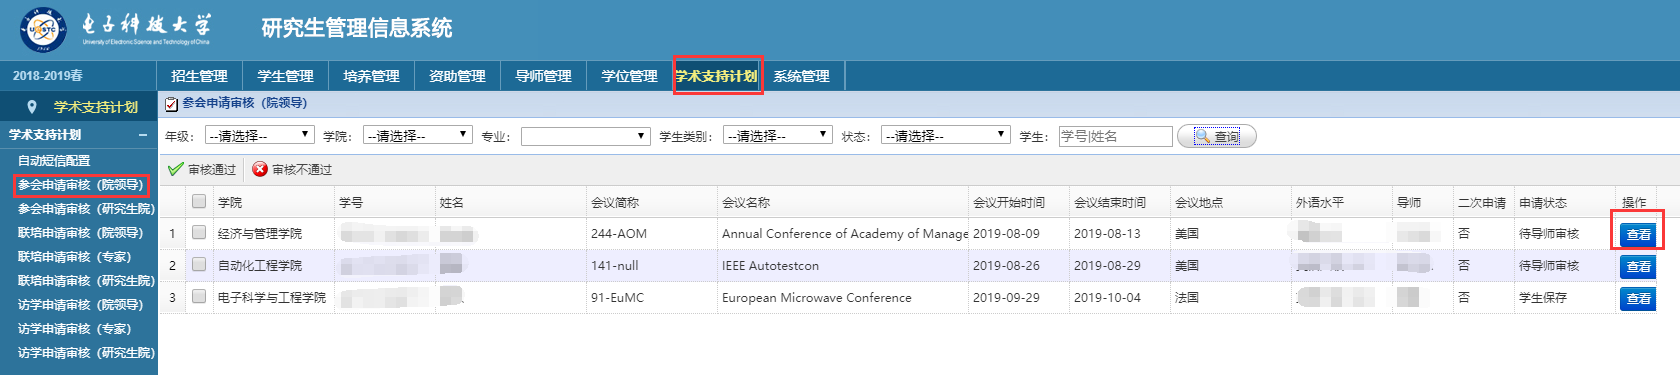 电子科技大学
University of Electronic Science and Technology of China
研究生管理信息系统
2018-2019春
招生管理 学生管理 培养管理 资助管理 导师管理 学位管理 学术支持计划 系统管理
学术支持计划
学术支持计划
自动短信配置
参会申请审核（院领导）
参会申请审核（研究生院）
联培申请审核（院领导）
联培申请审核（专家）
联培申请审核（研究生院）
访学申请审核（院领导）
访学申请审核（专家）
访学申请审核（研究生院）
参会申请审核（院领导）
年级： --请选择-- 学院： --请选择-- 专业： 学生类别： --请选择-- 状态： --请选择-- 学生： 学号|姓名 查询
审核通过 审核不通过
学院 学号 姓名 会议简称 会议名称 会议开始时间 会议结束时间 会议地点 外语水平 导师 二次申请 申请状态 操作
1 经济与管理学院 244-AOM Annual Conference of Academy of Manage 2019-08-09 2019-08-13 美国 否 待导师审核 查看
2 自动化工程学院 141-null IEEE Autotestcon 2019-08-26 2019-08-29 美国 否 待导师审核 查看
3 电子科学与工程学院 91-EuMC European Microwave Conference 2019-09-29 2019-10-04 法国 否 学生保存 查看